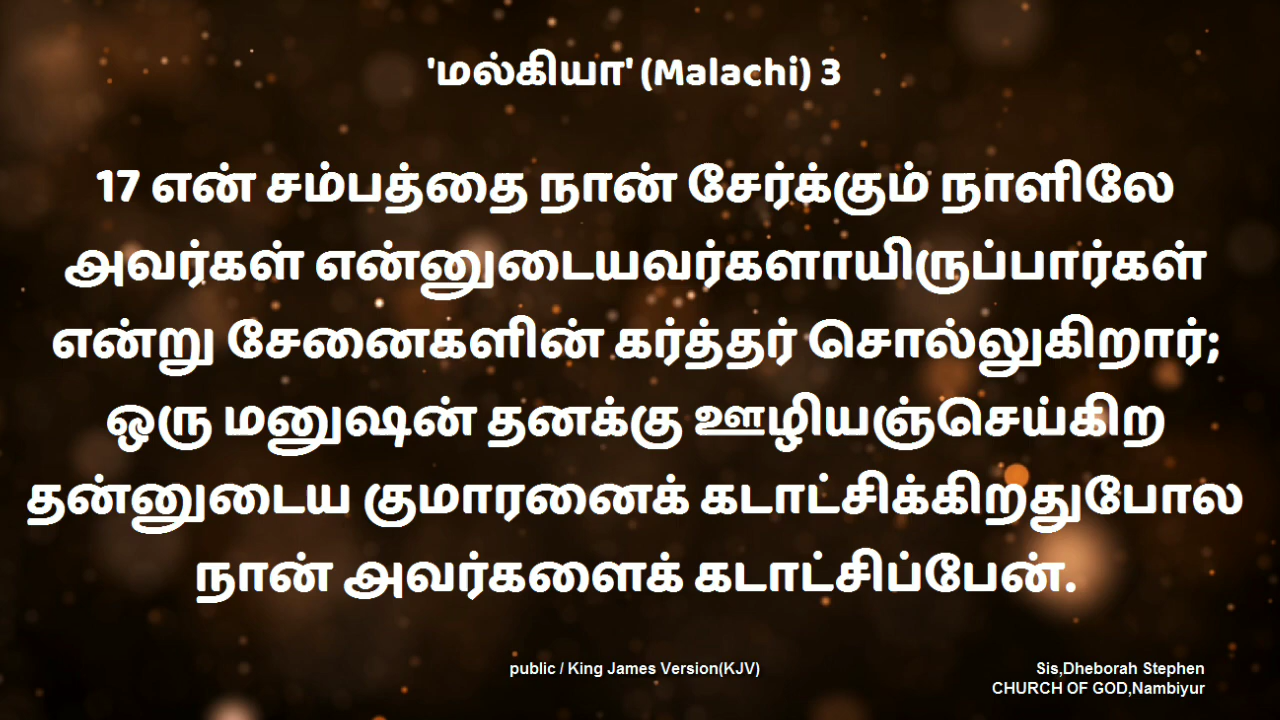 'மல்கியா' (Malachi) 3
17 என் சம்பத்தை நான் சேர்க்கும் நாளிலே
அவர்கள் என்னுடையவர்களாயிருப்பார்கள்
என்று சேனைகளின் கர்த்தர் சொல்லுகிறார்;
ஒரு மனுஷன் தனக்கு ஊழியஞ்செய்கிற
தன்னுடைய குமாரனைக் கடாட்சிக்கிறதுபோல
நான் அவர்களைக் கடாட்சிப்பேன்.
public / King James Version(KJV)
Sis,Dheborah Stephen
CHURCH OF GOD,Nambiyur